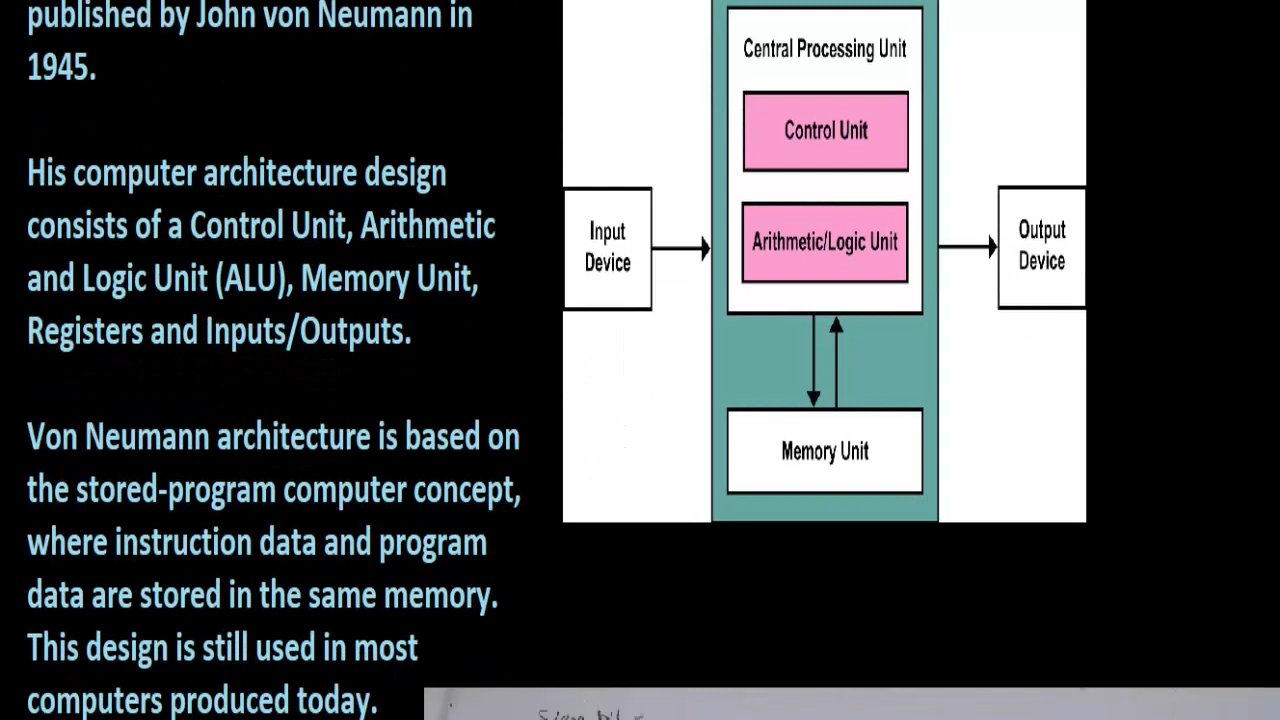 published by John von Neumann in
1945.
His computer architecture design
consists of a Control Unit, Arithmetic
and Logic Unit (ALU), Memory Unit,
Registers and Inputs/Outputs.
Von Neumann architecture is based on
the stored-program computer concept,
where instruction data and program
data are stored in the same memory.
This design is still used in most
computers produced today.
Central Processing Unit
Control Unit
Arithmetic/Logic Unit
Input
Device
Output
Device
Memory Unit